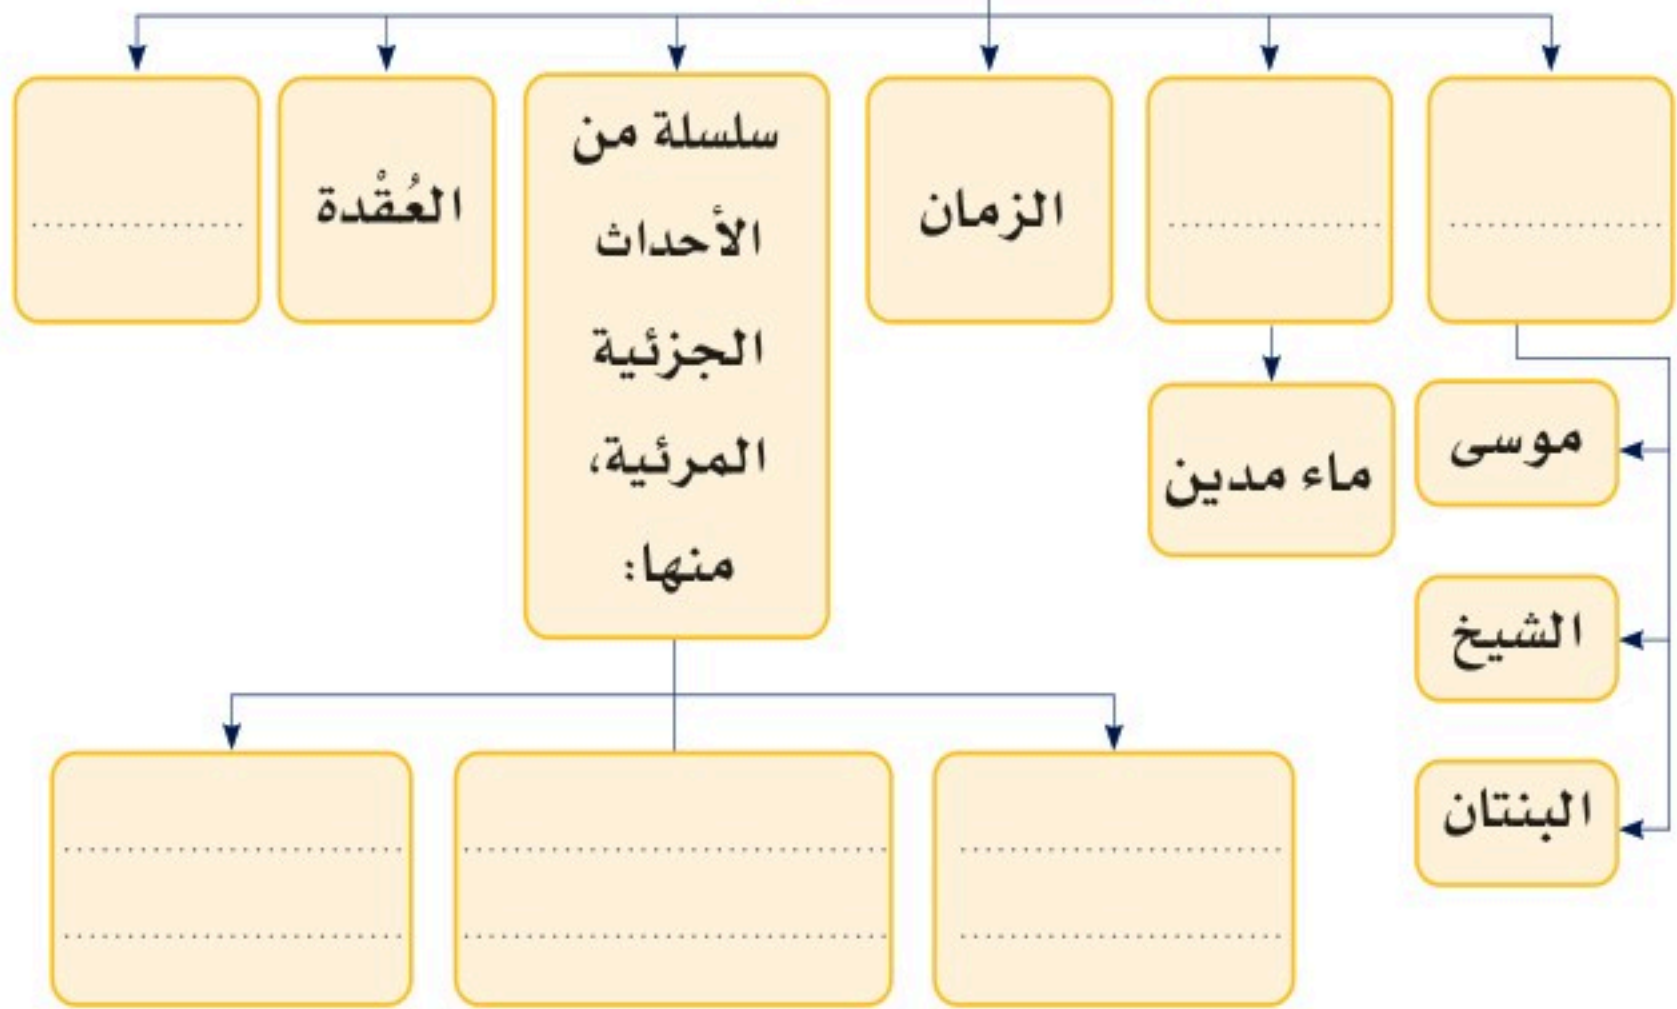 الزمان
سلسلة من
الأحداث
الجزئية
المرئية،
منها:
العُقْدة
ماء مدين
موسى
الشيخ
البنتان